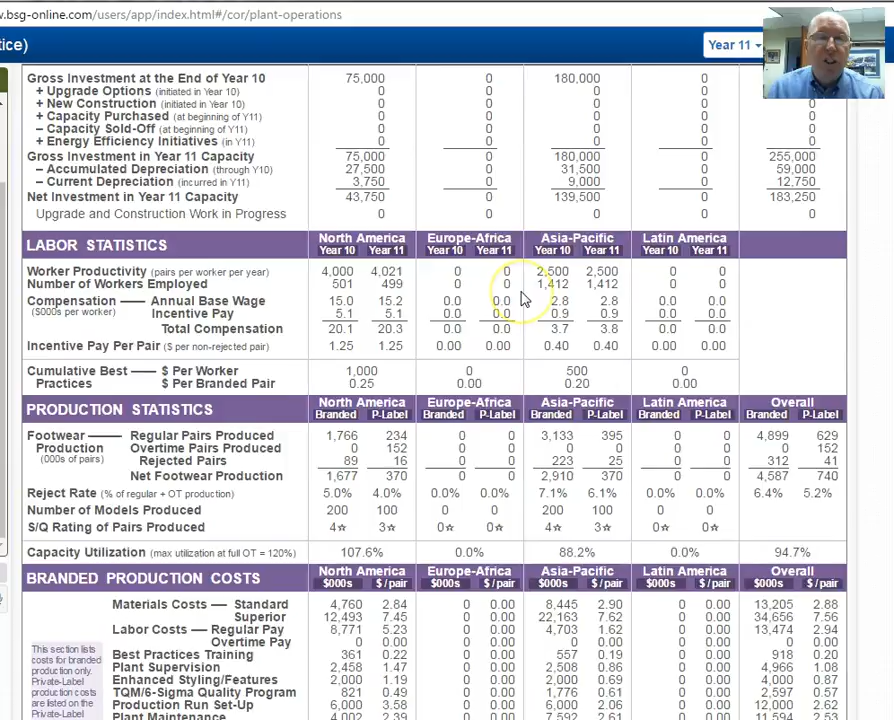 w.bsg-online.com/users/app/index.html#/cor/plant-operations
tice)
Year 11
Gross Investment at the End of Year 10 75,000 0 180,000 0
+ Upgrade Options (initiated in Year 10) 0 0 0 0 0
+ New Construction (initiated in Year 10) 0 0 0 0 0
+ Capacity Purchased (at beginning of Y11) 0 0 0 0 0
– Capacity Sold-Off (at beginning of Y11) 0 0 0 0 0
+ Energy Efficiency Initiatives (in Y11) 0 0 0 0 0
Gross Investment in Year 11 Capacity 75,000 0 180,000 0 255,000
– Accumulated Depreciation (through Y10) 27,500 0 31,500 0 59,000
– Current Depreciation (incurred in Y11) 3,750 0 9,000 0 12,750
Net Investment in Year 11 Capacity 43,750 0 139,500 0 183,250
Upgrade and Construction Work in Progress 0 0 0 0 0
LABOR STATISTICS North America Europe-Africa Asia-Pacific Latin America
Year 10 Year 11 Year 10 Year 11 Year 10 Year 11 Year 10 Year 11
Worker Productivity (pairs per worker per year) 4,000 4,021 0 0 2,500 2,500 0 0
Number of Workers Employed 501 499 0 0 1,412 1,412 0 0
Compensation — Annual Base Wage 15.0 15.2 0.0 0.0 2.8 2.8 0.0 0.0
($000s per worker) Incentive Pay 5.1 5.1 0.0 0.0 0.9 0.9 0.0 0.0
Total Compensation 20.1 20.3 0.0 0.0 3.7 3.8 0.0 0.0
Incentive Pay Per Pair ($ per non-rejected pair) 1.25 1.25 0.00 0.00 0.40 0.40 0.00 0.00
Cumulative Best — $ Per Worker 1,000 0 500 0
Practices $ Per Branded Pair 0.25 0.00 0.20 0.00
PRODUCTION STATISTICS North America Europe-Africa Asia-Pacific Latin America Overall
Branded P-Label Branded P-Label Branded P-Label Branded P-Label Branded P-Label
Footwear — Regular Pairs Produced 1,766 234 0 0 3,133 395 0 0 4,899 629
Production Overtime Pairs Produced 0 152 0 0 0 0 0 0 0 152
(000s of pairs) Rejected Pairs 89 16 0 0 223 25 0 0 312 41
Net Footwear Production 1,677 370 0 0 2,910 370 0 0 4,587 740
Reject Rate (% of regular + OT production) 5.0% 4.0% 0.0% 0.0% 7.1% 6.1% 0.0% 0.0% 6.4% 5.2%
Number of Models Produced 200 100 0 0 200 100 0 0
S/Q Rating of Pairs Produced 4☆ 3☆ 0☆ 0☆ 4☆ 3☆ 0☆ 0☆
Capacity Utilization (max utilization at full OT = 120%) 107.6% 0.0% 88.2% 0.0% 94.7%
BRANDED PRODUCTION COSTS North America Europe-Africa Asia-Pacific Latin America Overall
$000s $ / pair $000s $ / pair $000s $ / pair $000s $ / pair $000s $ / pair
Materials Costs — Standard 4,760 2.84 0 0.00 8,445 2.90 0 0.00 13,205 2.88
Superior 12,493 7.45 0 0.00 22,163 7.62 0 0.00 34,656 7.56
Labor Costs — Regular Pay 8,771 5.23 0 0.00 4,703 1.62 0 0.00 13,474 2.94
Overtime Pay 0 0.00 0 0.00 0 0.00 0 0.00 0 0.00
Best Practices Training 361 0.22 0 0.00 557 0.19 0 0.00 918 0.20
Plant Supervision 2,458 1.47 0 0.00 2,508 0.86 0 0.00 4,966 1.08
Enhanced Styling/Features 2,000 1.19 0 0.00 2,000 0.69 0 0.00 4,000 0.87
TQM/6-Sigma Quality Program 821 0.49 0 0.00 1,776 0.61 0 0.00 2,597 0.57
Production Run Set-Up 6,000 3.58 0 0.00 6,000 2.06 0 0.00 12,000 2.62
Plant Maintenance 4,002 2.39 0 0.00 7,592 2.61 0 0.00
This section lists
costs for branded
production only.
Private-Label
production costs
are listed on the
Private-Label